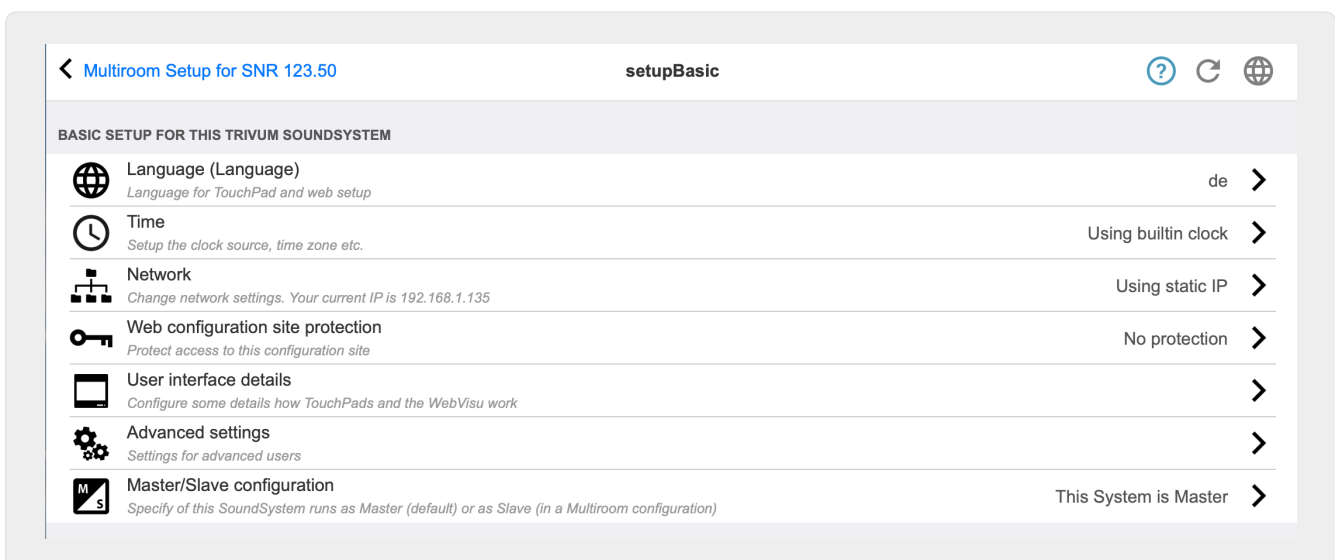 Multiroom Setup for SNR 123.50
setupBasic
?
BASIC SETUP FOR THIS TRIVUM SOUNDSYSTEM
Language (Language)
Language for TouchPad and web setup
de
Time
Setup the clock source, time zone etc.
Using builtin clock
Network
Change network settings. Your current IP is 192.168.1.135
Using static IP
Web configuration site protection
Protect access to this configuration site
No protection
User interface details
Configure some details how TouchPads and the WebVisu work
Advanced settings
Settings for advanced users
M
S
Master/Slave configuration
Specify of this SoundSystem runs as Master (default) or as Slave (in a Multiroom configuration)
This System is Master